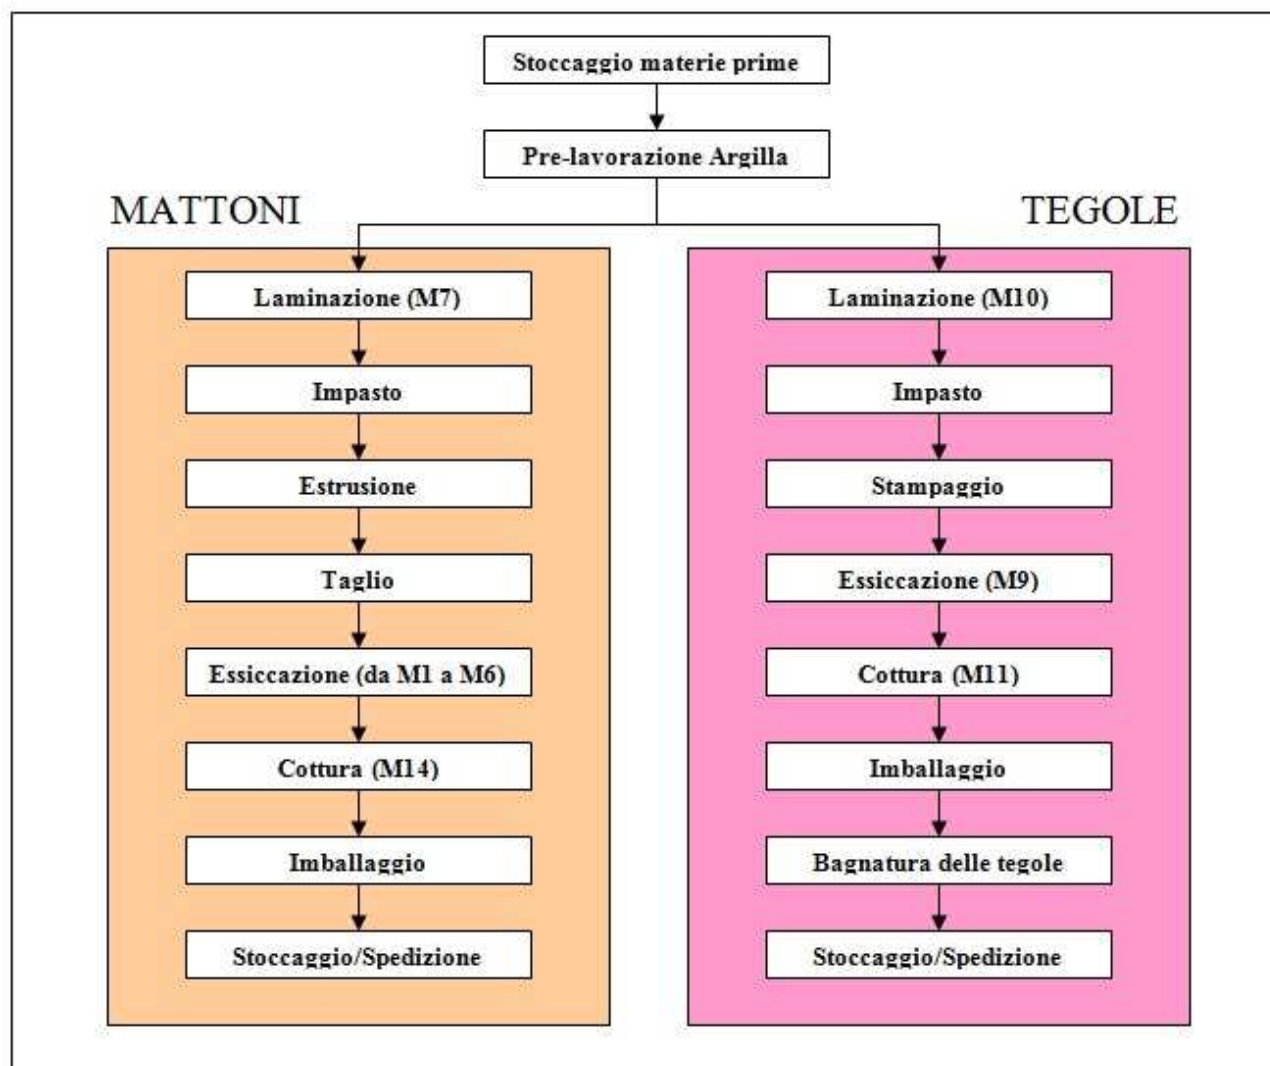 Stoccaggio materie prime
Pre-lavorazione Argilla
MATTONI
Laminazione (M7)
Impasto
Estrusione
Taglio
Essiccazione (da M1 a M6)
Cottura (M14)
Imballaggio
Stoccaggio/Spedizione
TEGOLE
Laminazione (M10)
Impasto
Stampaggio
Essiccazione (M9)
Cottura (M11)
Imballaggio
Bagnatura delle tegole
Stoccaggio/Spedizione